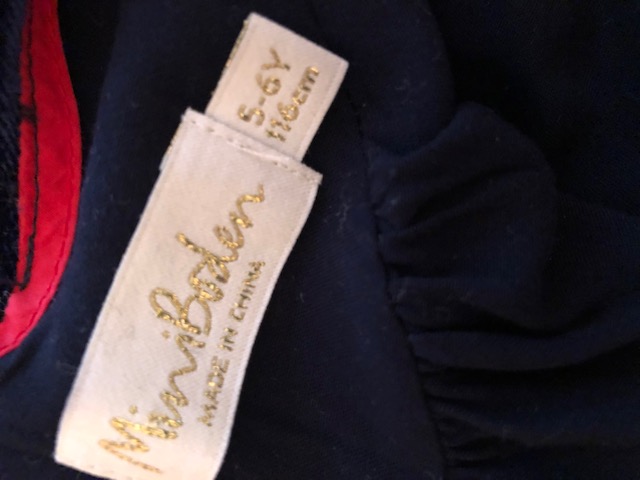 5-6Y
116cm
Mini Boden
MADE IN CHINA